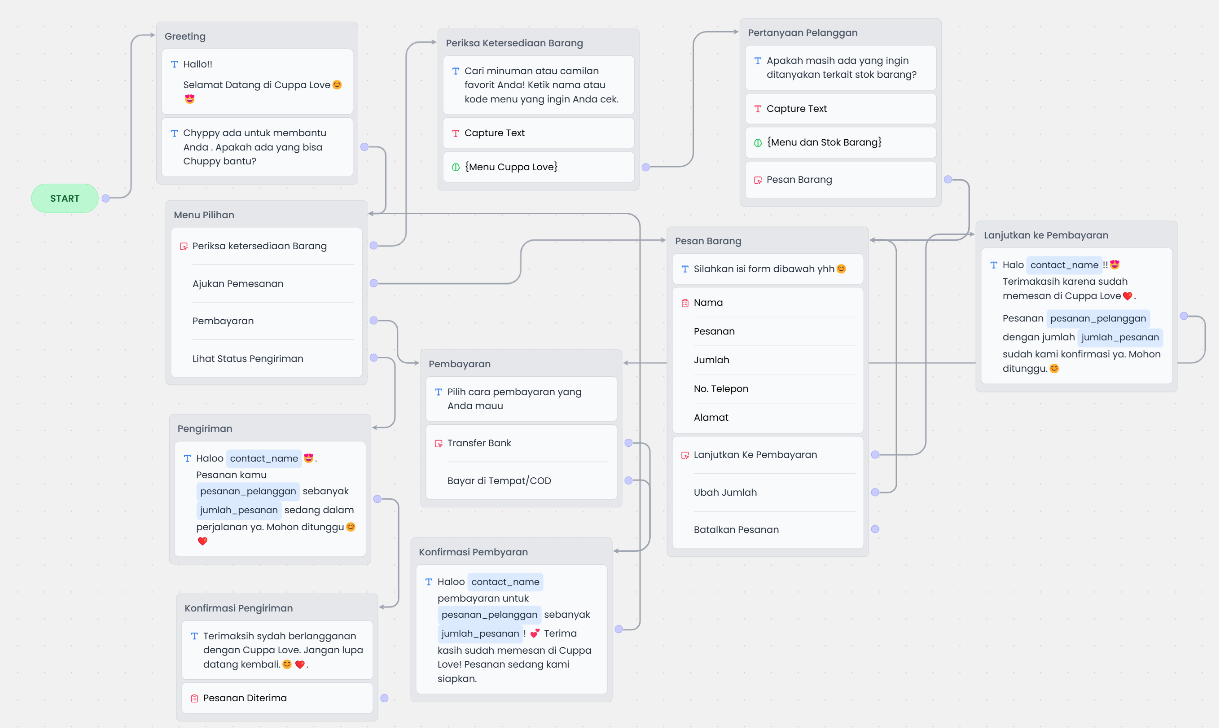 START
Greeting
Hallo!!
Selamat Datang di Cuppa Love😊
😍
Chyppy ada untuk membantu
Anda . Apakah ada yang bisa
Chuppy bantu?
Menu Pilihan
Periksa ketersediaan Barang
Ajukan Pemesanan
Pembayaran
Lihat Status Pengiriman
Pengiriman
Haloo contact_name 😍.
Pesanan kamu
pesanan_pelanggan sebanyak
jumlah_pesanan sedang dalam
perjalanan ya. Mohon ditunggu😊
❤️
Konfirmasi Pengiriman
Terimaksih sydah berlangganan
dengan Cuppa Love. Jangan lupa
datang kembali.😊❤️.
Pesanan Diterima
Periksa Ketersediaan Barang
Cari minuman atau camilan
favorit Anda! Ketik nama atau
kode menu yang ingin Anda cek.
Capture Text
{Menu Cuppa Love}
Pembayaran
Pilih cara pembayaran yang
Anda mauu
Transfer Bank
Bayar di Tempat/COD
Konfirmasi Pembyaran
Haloo contact_name
pembayaran untuk
pesanan_pelanggan sebanyak
jumlah_pesanan ! 💕 Terima
kasih sudah memesan di Cuppa
Love! Pesanan sedang kami
siapkan.
Pertanyaan Pelanggan
Apakah masih ada yang ingin
ditanyakan terkait stok barang?
Capture Text
{Menu dan Stok Barang}
Pesan Barang
Pesan Barang
Silahkan isi form dibawah yhh😊
Nama
Pesanan
Jumlah
No. Telepon
Alamat
Lanjutkan Ke Pembayaran
Ubah Jumlah
Batalkan Pesanan
Lanjutkan ke Pembayaran
Halo contact_name !!😍
Terimakasih karena sudah
memesan di Cuppa Love❤️.
Pesanan pesanan_pelanggan
dengan jumlah jumlah_pesanan
sudah kami konfirmasi ya. Mohon
ditunggu.😊